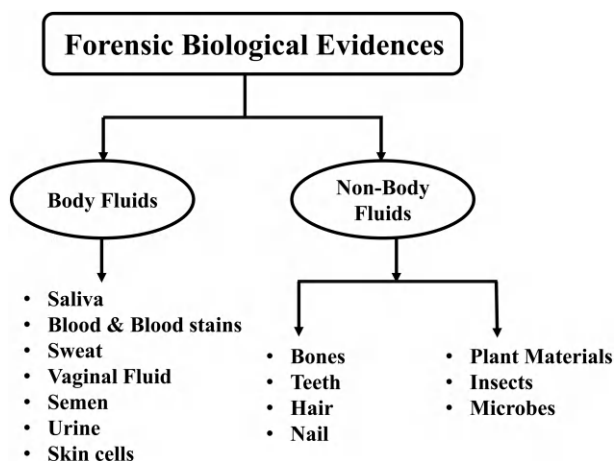 Forensic Biological Evidences
Body Fluids
Non-Body
Fluids
• Saliva
• Blood & Blood stains
• Sweat
• Vaginal Fluid
• Semen
• Urine
• Skin cells
• Bones
• Teeth
• Hair
• Nail
• Plant Materials
• Insects
• Microbes